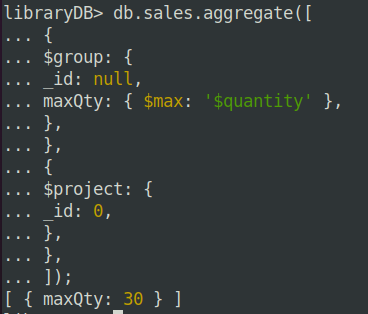 libraryDB> db.sales.aggregate([
... {
... $group: {
... _id: null,
... maxQty: { $max: '$quantity' },
... },
... },
... {
... $project: {
... _id: 0,
... },
... },
... ]);
[ { maxQty: 30 } ]